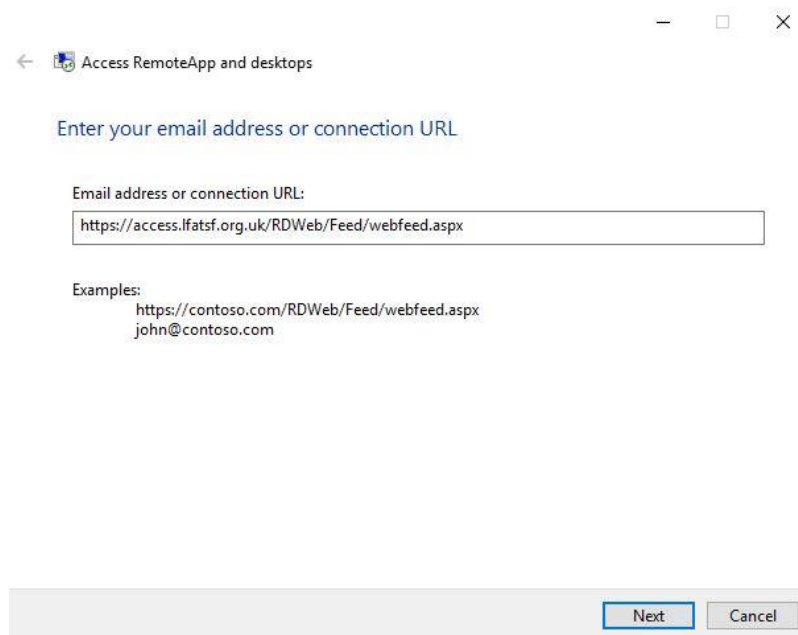 Access RemoteApp and desktops
Enter your email address or connection URL
Email address or connection URL:
https://access.lfatsf.org.uk/RDWeb/Feed/webfeed.aspx
Examples:
https://contoso.com/RDWeb/Feed/webfeed.aspx
john@contoso.com
Next Cancel